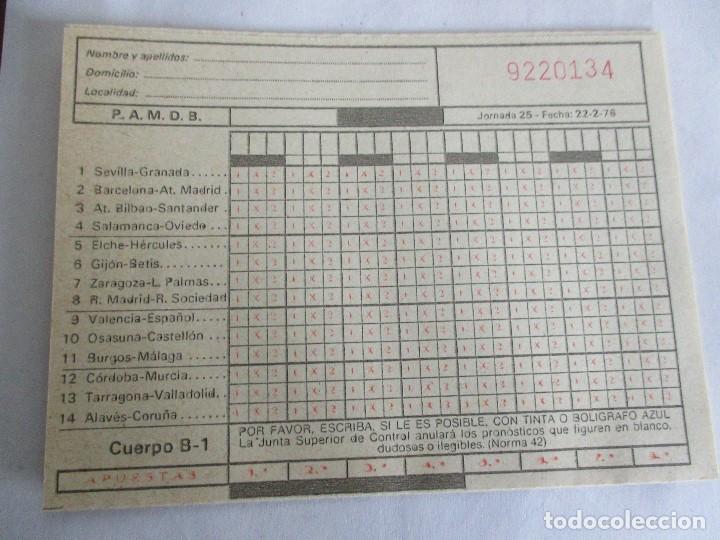 Nombre y apellidos:
Domicilio:
Localidad:
9220134
P. A. M. D. B.
Jornada 25 - Fecha: 22-2-76
1 Sevilla-Granada
2 Barcelona-At. Madrid
3 At. Bilbao-Santander
4 Salamanca-Oviedo
5 Elche-Hércules
6 Gijón-Betis
7 Zaragoza-L. Palmas
8 R. Madrid-R. Sociedad
9 Valencia-Español
10 Osasuna-Castellón
11 Burgos-Málaga
12 Córdoba-Murcia
13 Tarragona-Valladolid
14 Alavés-Coruña
Cuerpo B-1
POR FAVOR, ESCRIBA, SI LE ES POSIBLE, CON TINTA O BOLIGRAFO AZUL
La Junta Superior de Control anulará los pronósticos que figuren en blanco,
dudosos o ilegibles. (Norma 42)
APUESTAS 1.ª 2.ª 3.ª 4.ª 5.ª 6.ª 7.ª 8.ª
todocoleccion.net